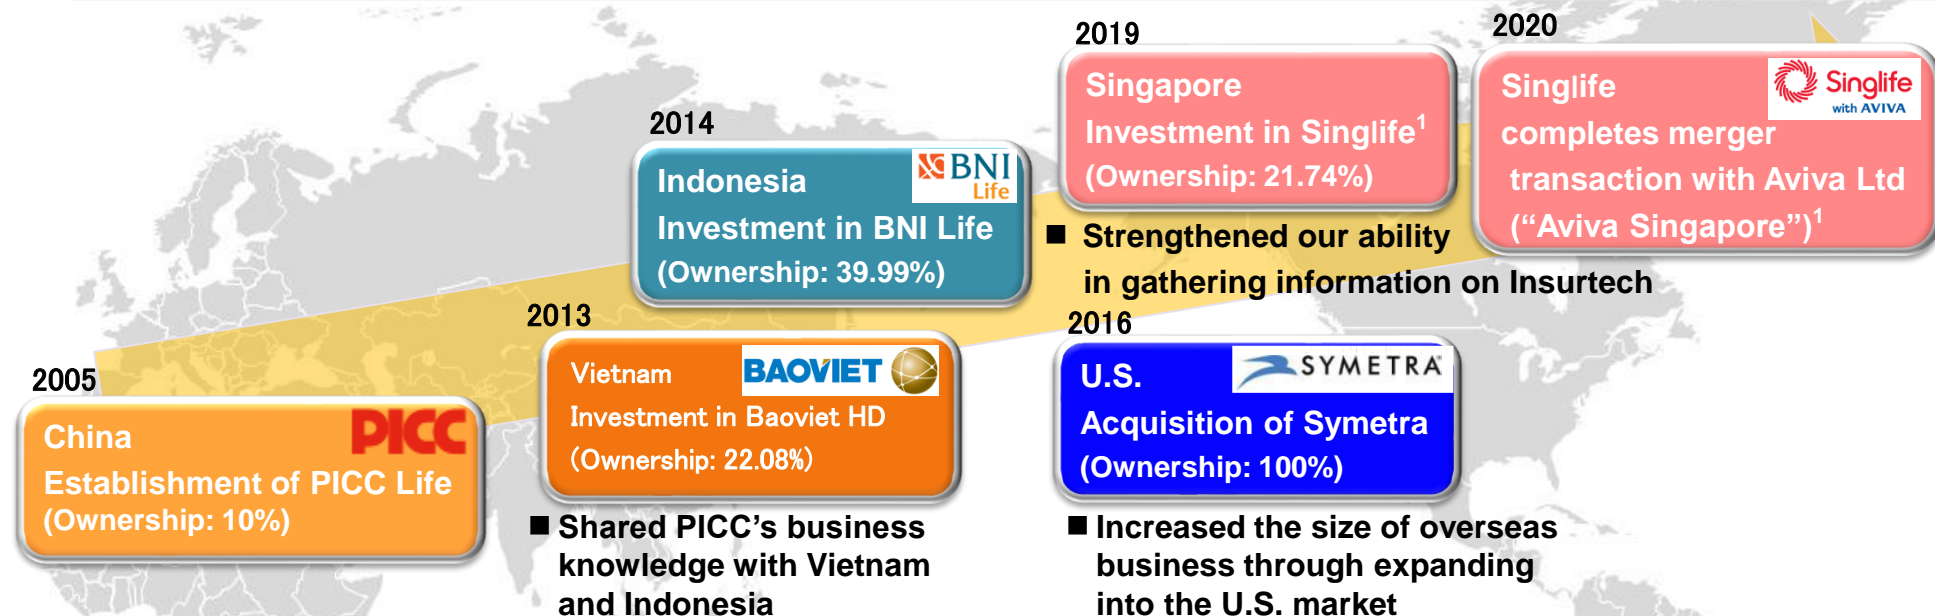 2005
China
PICC
Establishment of PICC Life
(Ownership: 10%)
2013
Vietnam
BAOVIET
Investment in Baoviet HD
(Ownership: 22.08%)
■ Shared PICC's business
knowledge with Vietnam
and Indonesia
2014
Indonesia
BNI
Life
Investment in BNI Life
(Ownership: 39.99%)
2016
U.S.
SYMETRA
Acquisition of Symetra
(Ownership: 100%)
■ Increased the size of overseas
business through expanding
into the U.S. market
2019
Singapore
Investment in Singlife¹
(Ownership: 21.74%)
■ Strengthened our ability
in gathering information on Insurtech
2020
Singlife
Singlife
with AVIVA
completes merger
transaction with Aviva Ltd
(“Aviva Singapore”)¹